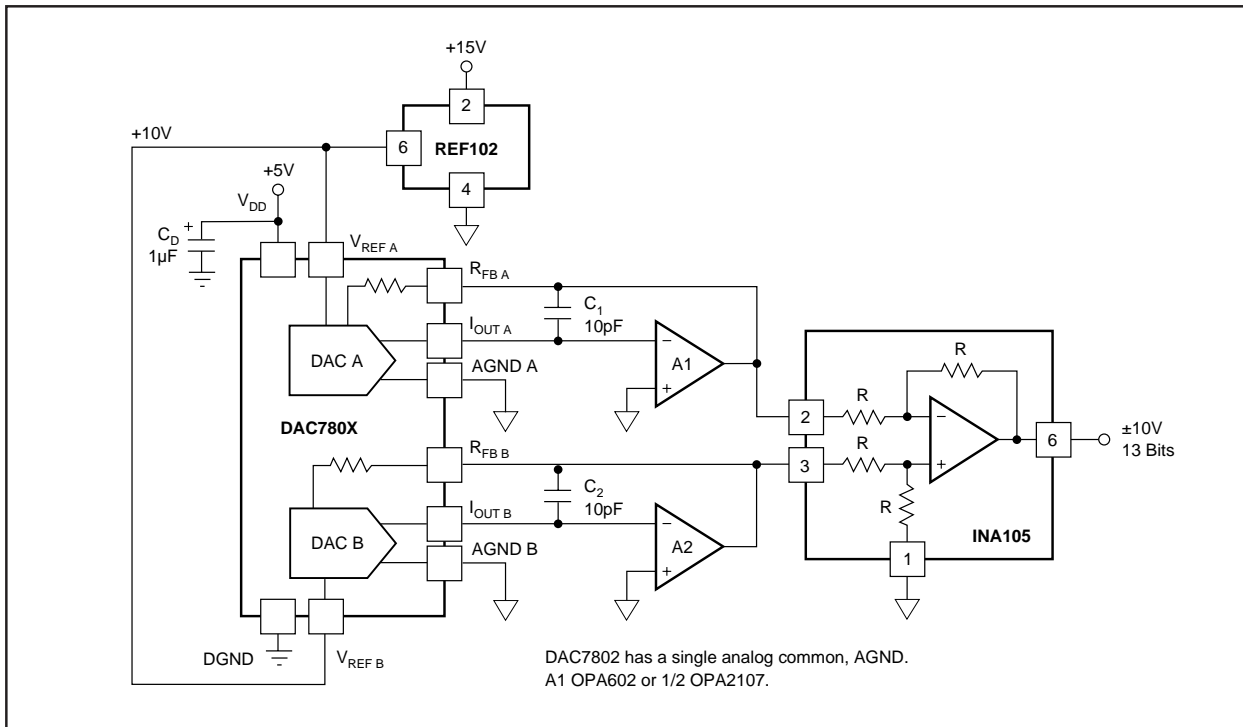 +15V
2
+10V
6
REF102
+5V
4
V_DD
C_D
+
1µF
V_REF A
R_FB A
C_1
10pF
I_OUT A
DAC A
AGND A
−
A1
+
R
R
2
−
DAC780X
6
±10V
13 Bits
R_FB B
3
R
+
C_2
10pF
I_OUT B
R
DAC B
AGND B
−
A2
+
INA105
1
DGND
V_REF B
DAC7802 has a single analog common, AGND.
A1 OPA602 or 1/2 OPA2107.